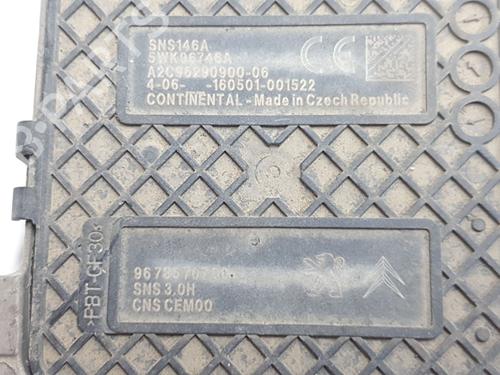 SNS146A
5WK96746A
A2C95290900-06
4-06- -160501-001522
CONTINENTAL - Made in Czech Republic
>PBT-GF30<
SNS 3.0H
CNS CEM00